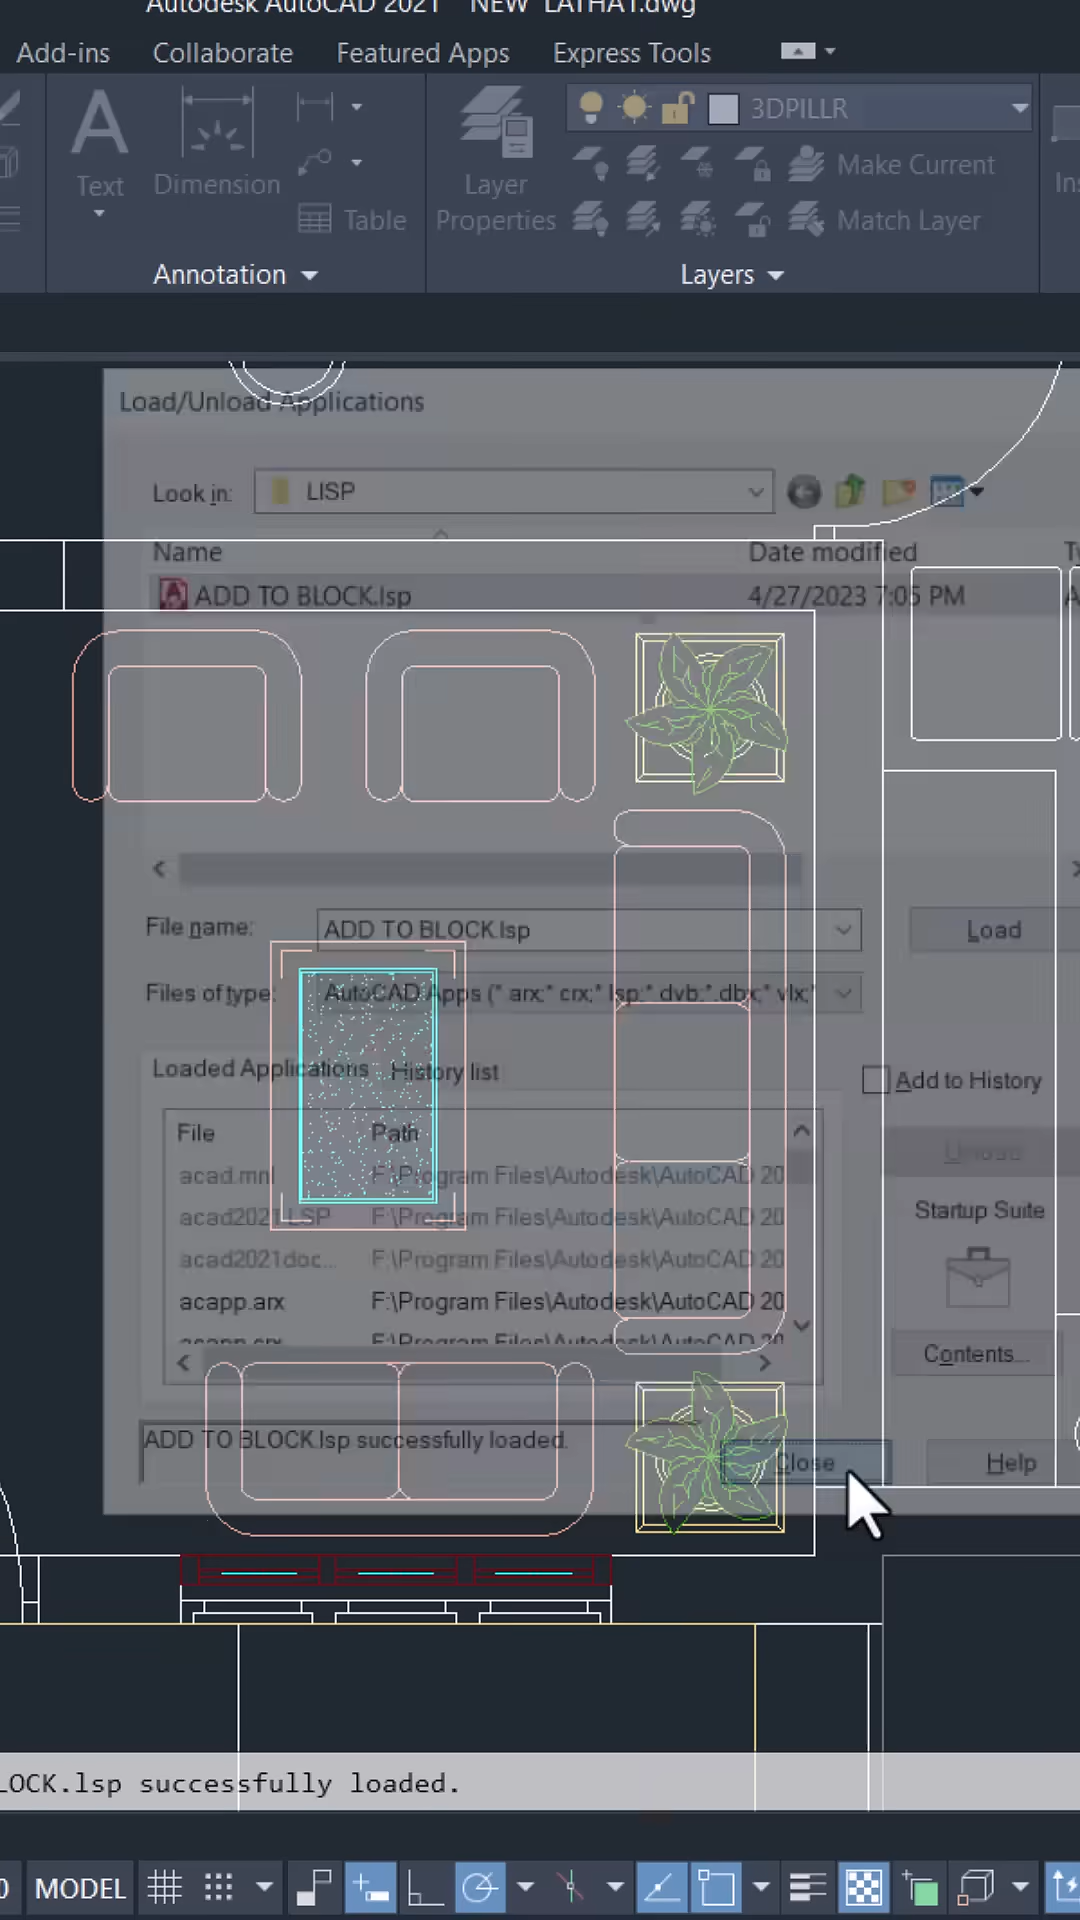 Autodesk AutoCAD 2021 NEW LATHA1.dwg
Add-ins Collaborate Featured Apps Express Tools
3DPILLR
Text Dimension Layer Properties Make Current
Table Match Layer
Annotation Layers
Load/Unload Applications
Look in: LISP
Name Date modified
ADD TO BLOCK.lsp 4/27/2023 7:05 PM
File name: ADD TO BLOCK.lsp Load
Files of type: AutoCAD Apps (*.arx;*.crx;*.lsp;*.dvb;*.dbx;*.vlx;*
Loaded Applications History list Add to History
File Path
acad.mnl F:\Program Files\Autodesk\AutoCAD 20 Unload
acad2021.LSP F:\Program Files\Autodesk\AutoCAD 20 Startup Suite
acad2021doc... F:\Program Files\Autodesk\AutoCAD 20
acapp.arx F:\Program Files\Autodesk\AutoCAD 20
Contents...
ADD TO BLOCK.lsp successfully loaded.
Close Help
LOCK.lsp successfully loaded.
MODEL